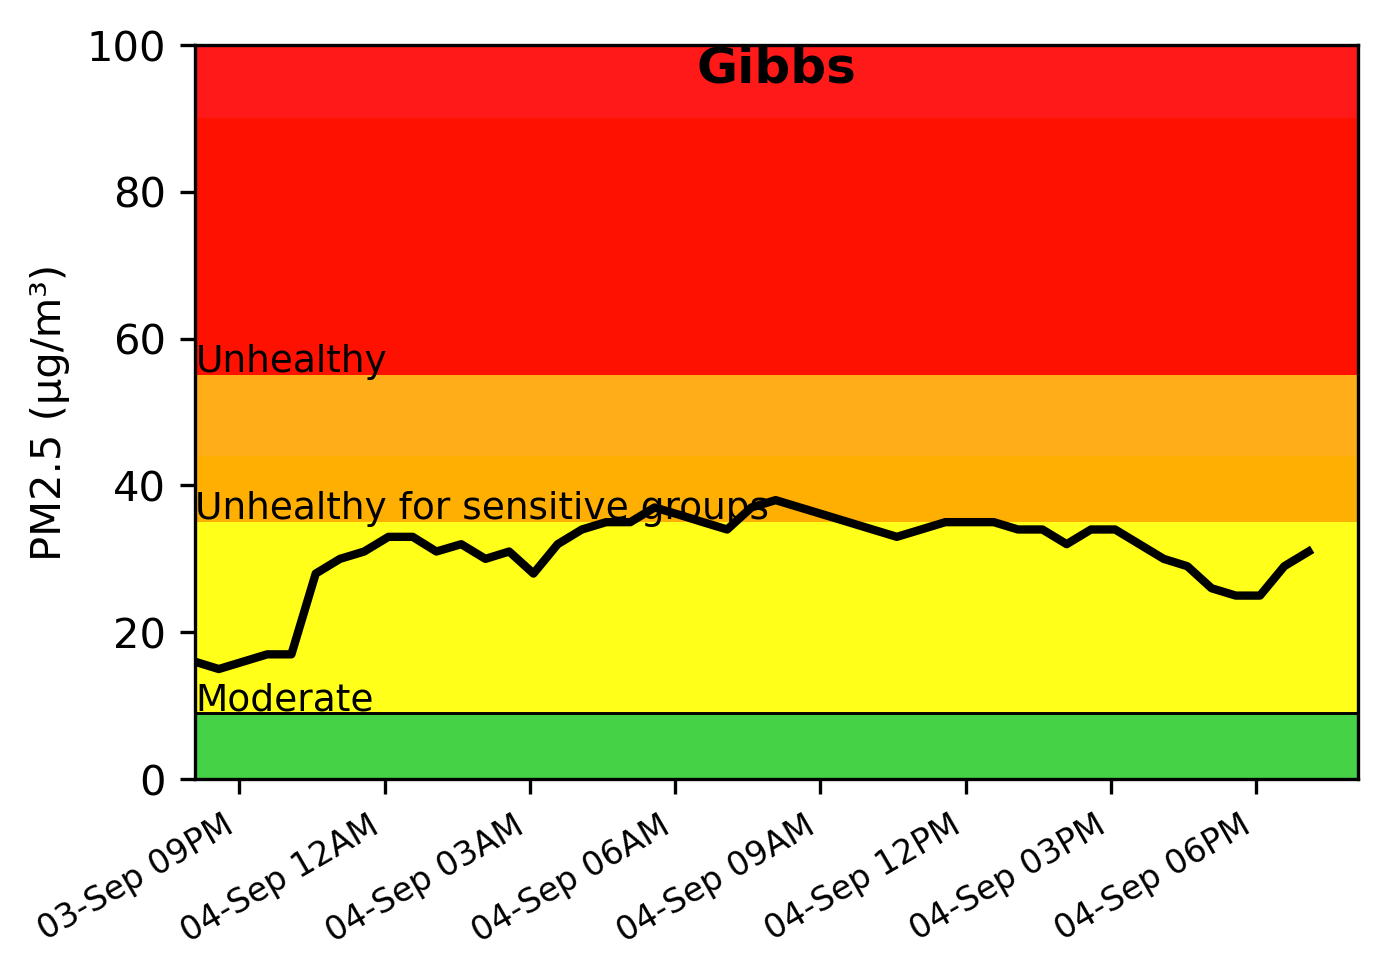 Gibbs
PM2.5 (µg/m³)
100
80
60
40
20
0
Unhealthy
Unhealthy for sensitive groups
Moderate
03-Sep 09PM
04-Sep 12AM
04-Sep 03AM
04-Sep 06AM
04-Sep 09AM
04-Sep 12PM
04-Sep 03PM
04-Sep 06PM